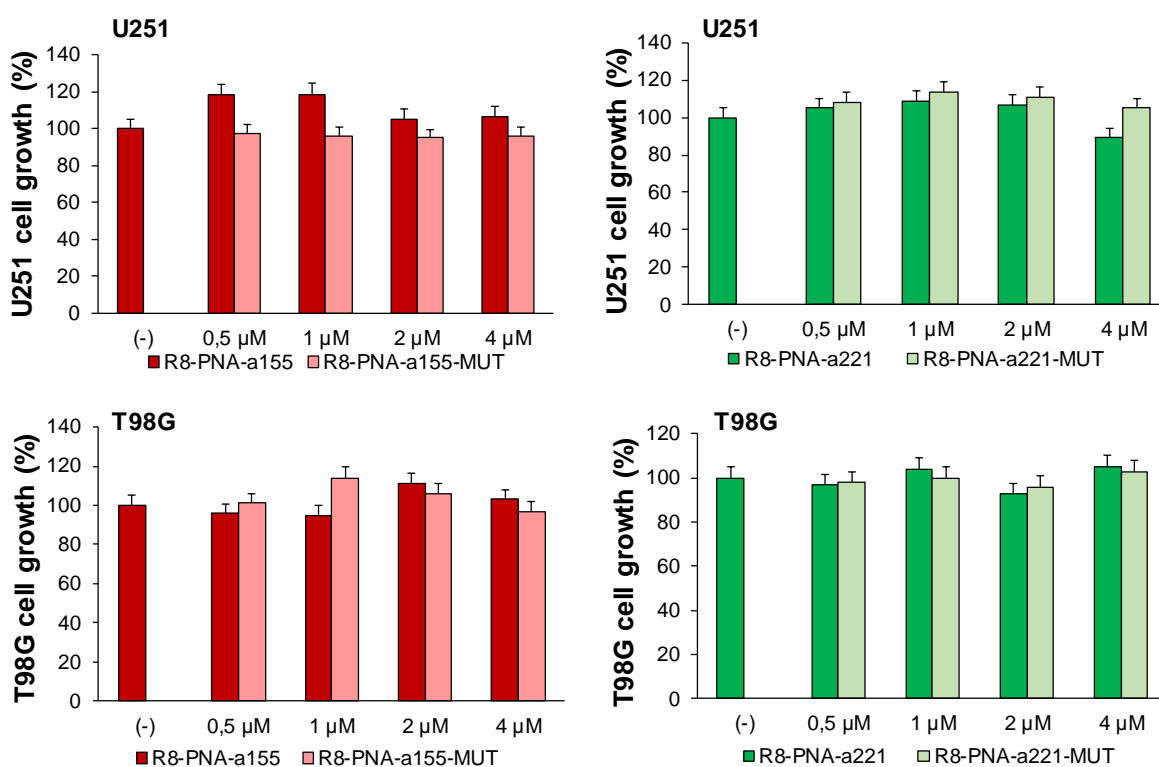 U251
U251 cell growth (%)
140
120
100
80
60
40
20
0
(-) 0,5 µM 1 µM 2 µM 4 µM
R8-PNA-a155 R8-PNA-a155-MUT
U251
U251 cell growth (%)
140
120
100
80
60
40
20
0
(-) 0,5 µM 1 µM 2 µM 4 µM
R8-PNA-a221 R8-PNA-a221-MUT
T98G
T98G cell growth (%)
140
120
100
80
60
40
20
0
(-) 0,5 µM 1 µM 2 µM 4 µM
R8-PNA-a155 R8-PNA-a155-MUT
T98G
T98G cell growth (%)
120
100
80
60
40
20
0
(-) 0,5 µM 1 µM 2 µM 4 µM
R8-PNA-a221 R8-PNA-a221-MUT